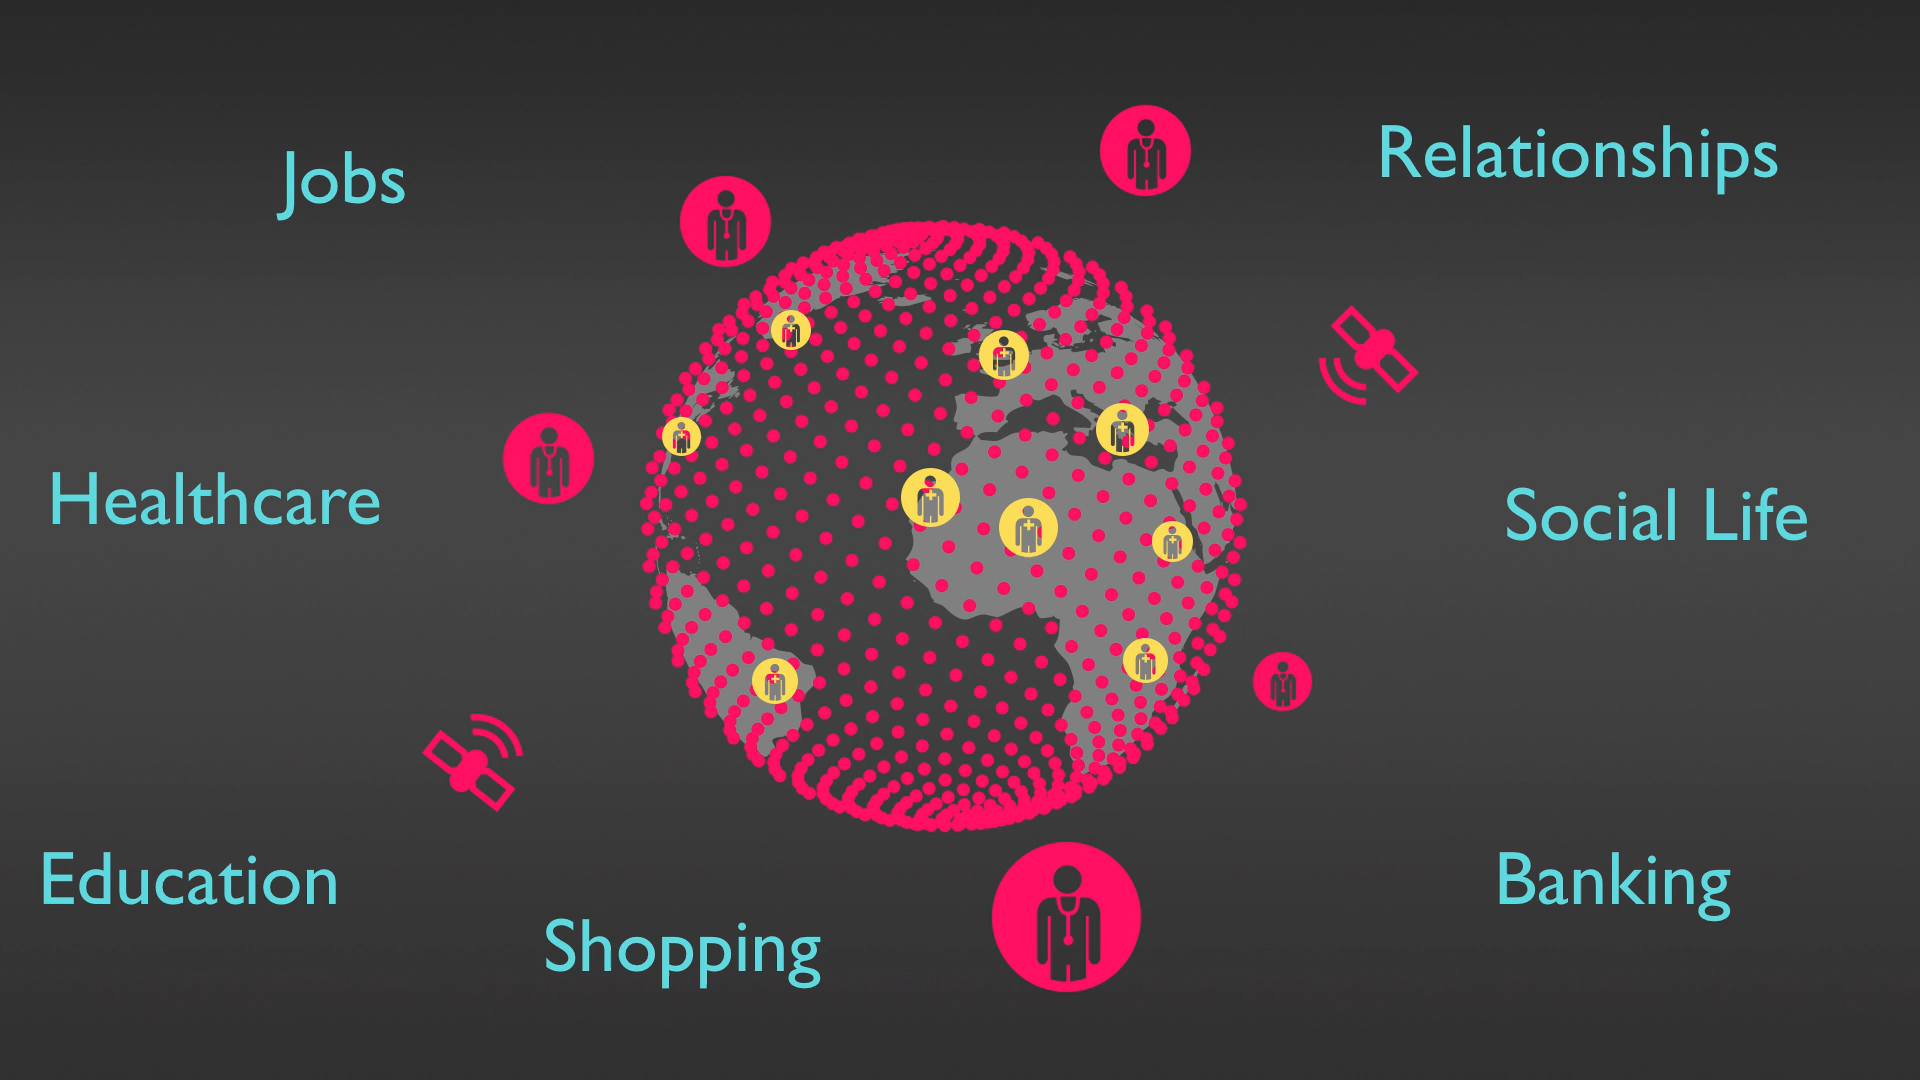 Jobs
Relationships
Healthcare
Social Life
Education
Shopping
Banking